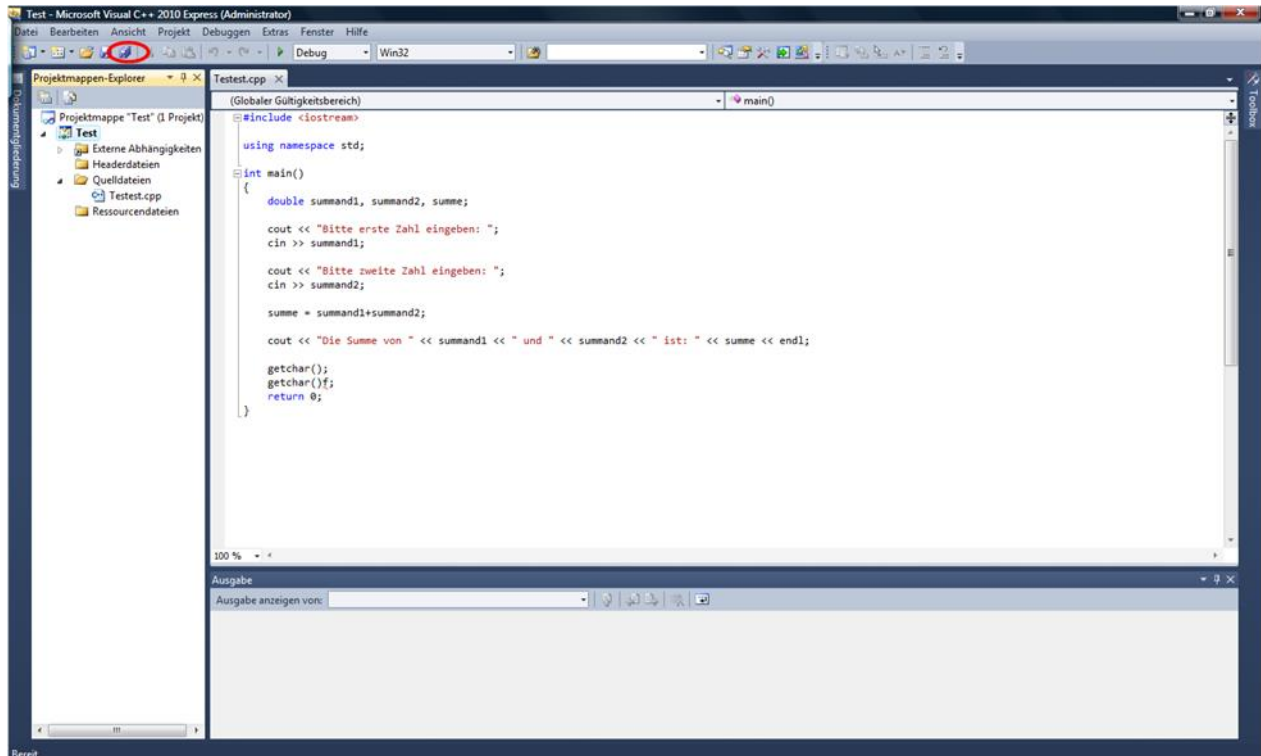 Test - Microsoft Visual C++ 2010 Express (Administrator)
Datei Bearbeiten Ansicht Projekt Debuggen Extras Fenster Hilfe
Debug Win32
Projektmappen-Explorer
Testest.cpp
Dokumentgliederung
Toolbox
(Globaler Gültigkeitsbereich)
main()
Projektmappe "Test" (1 Projekt)
Test
Externe Abhängigkeiten
Headerdateien
Quelldateien
Testest.cpp
Ressourcendateien
#include <iostream>
using namespace std;
int main()
{
double summand1, summand2, summe;
cout << "Bitte erste Zahl eingeben: ";
cin >> summand1;
cout << "Bitte zweite Zahl eingeben: ";
cin >> summand2;
summe = summand1+summand2;
cout << "Die Summe von " << summand1 << " und " << summand2 << " ist: " << summe << endl;
getchar();
getchar()f;
return 0;
}
100 %
Ausgabe
Ausgabe anzeigen von:
Bereit